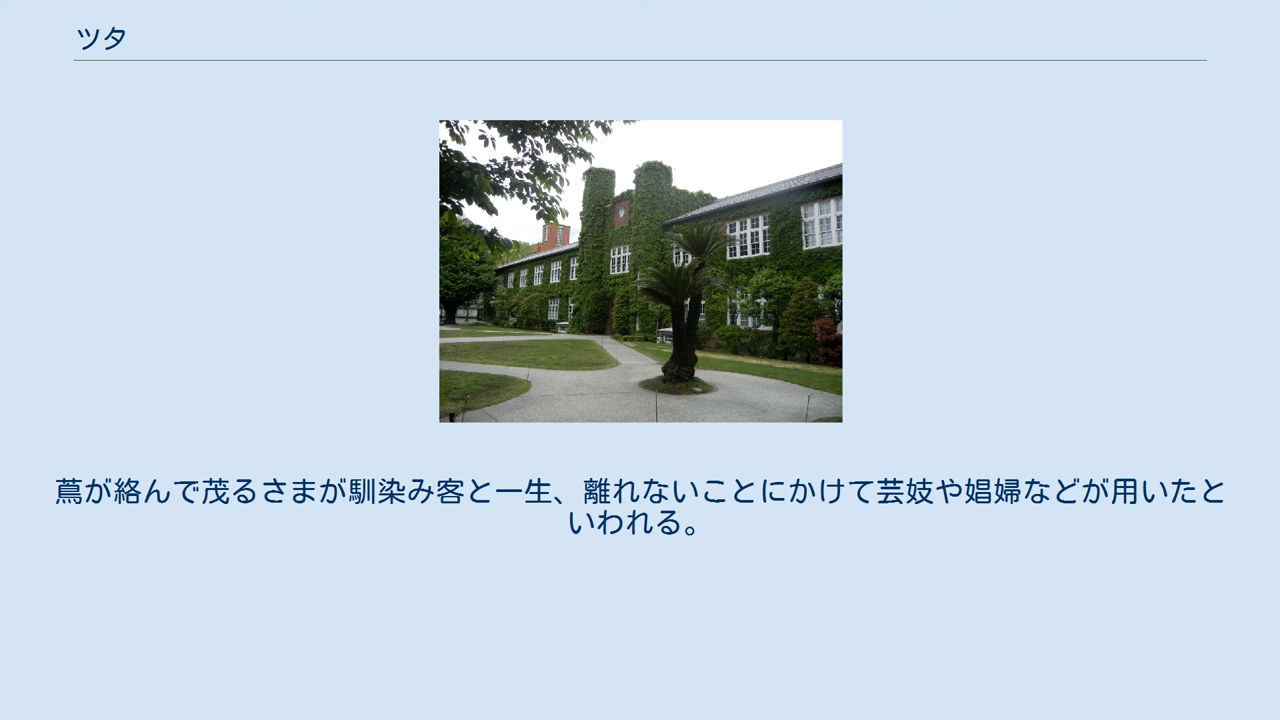 ツタ
蔦が絡んで茂るさまが馴染み客と一生、離れないことにかけて芸妓や娼婦などが用いたと
いわれる。